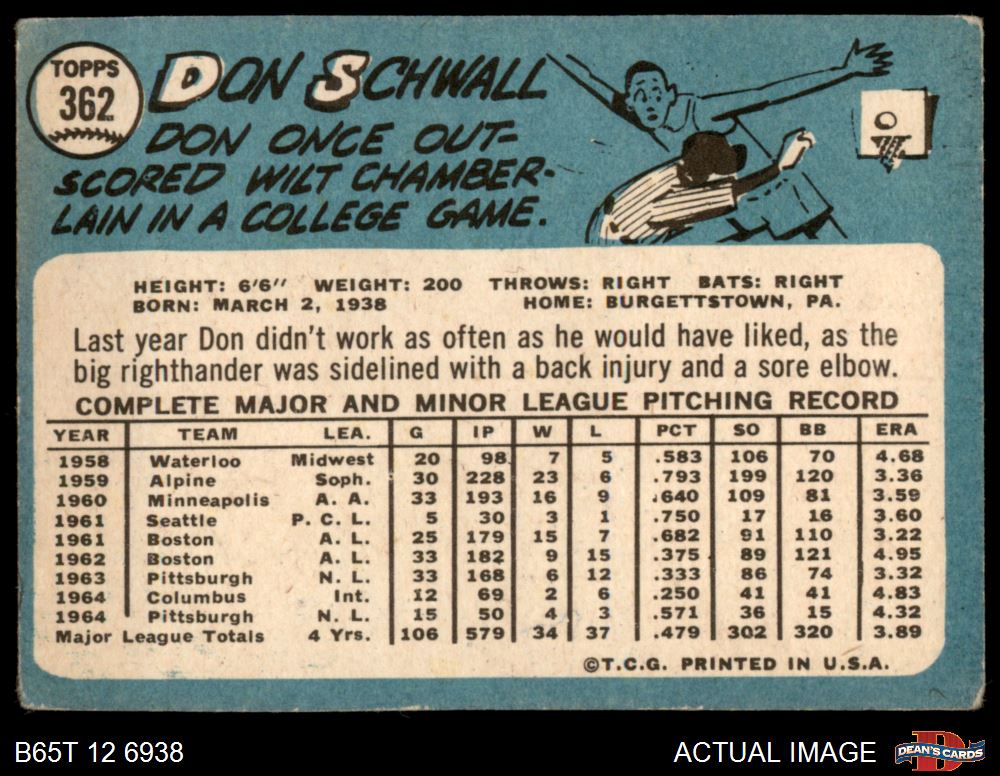 TOPPS
362
DON SCHWALL
DON ONCE OUT-
SCORED WILT CHAMBER-
LAIN IN A COLLEGE GAME.
HEIGHT: 6'6" WEIGHT: 200 THROWS: RIGHT BATS: RIGHT
BORN: MARCH 2, 1938 HOME: BURGETTSTOWN, PA.
Last year Don didn't work as often as he would have liked, as the
big righthander was sidelined with a back injury and a sore elbow.
COMPLETE MAJOR AND MINOR LEAGUE PITCHING RECORD
YEAR TEAM LEA. G IP W L PCT SO BB ERA
1958 Waterloo Midwest 20 98 7 5 .583 106 70 4.68
1959 Alpine Soph. 30 228 23 6 .793 199 120 3.36
1960 Minneapolis A. A. 33 193 16 9 .640 109 81 3.59
1961 Seattle P. C. L. 5 30 3 1 .750 17 16 3.60
1961 Boston A. L. 25 179 15 7 .682 91 110 3.22
1962 Boston A. L. 33 182 9 15 .375 89 121 4.95
1963 Pittsburgh N. L. 33 168 6 12 .333 86 74 3.32
1964 Columbus Int. 12 69 2 6 .250 41 41 4.83
1964 Pittsburgh N. L. 15 50 4 3 .571 36 15 4.32
Major League Totals 4 Yrs. 106 579 34 37 .479 302 320 3.89
©T.C.G. PRINTED IN U.S.A.
B65T 12 6938 ACTUAL IMAGE
D
DEAN'S CARDS